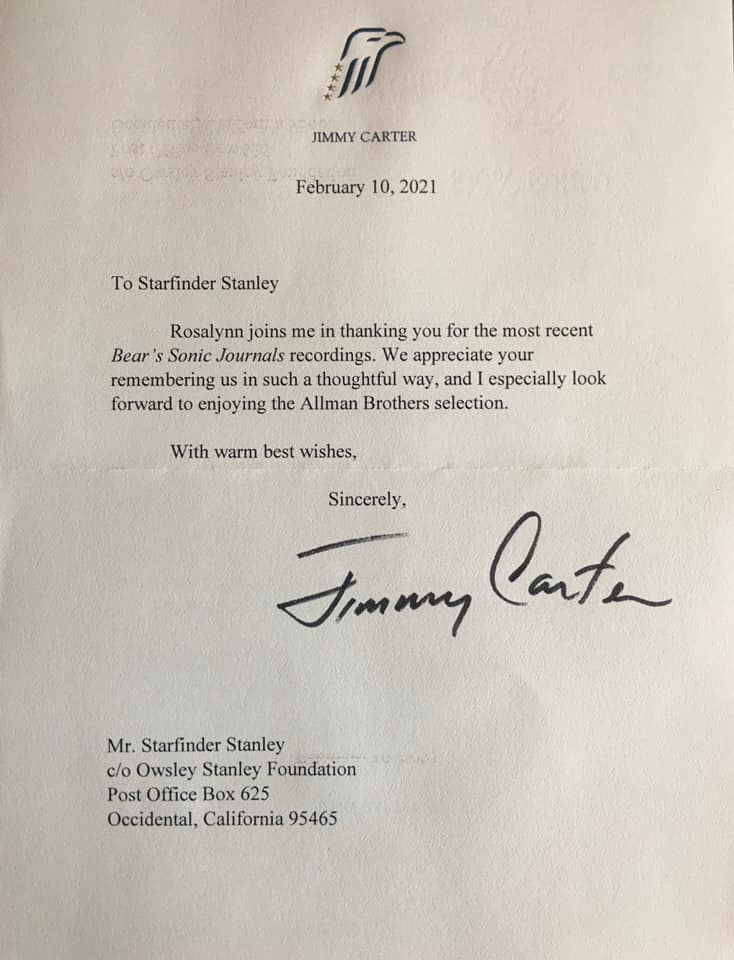 JIMMY CARTER
February 10, 2021
To Starfinder Stanley
Rosalynn joins me in thanking you for the most recent
Bear's Sonic Journals recordings. We appreciate your
remembering us in such a thoughtful way, and I especially look
forward to enjoying the Allman Brothers selection.
With warm best wishes,
Sincerely,
Jimmy Carter
Mr. Starfinder Stanley
c/o Owsley Stanley Foundation
Post Office Box 625
Occidental, California 95465